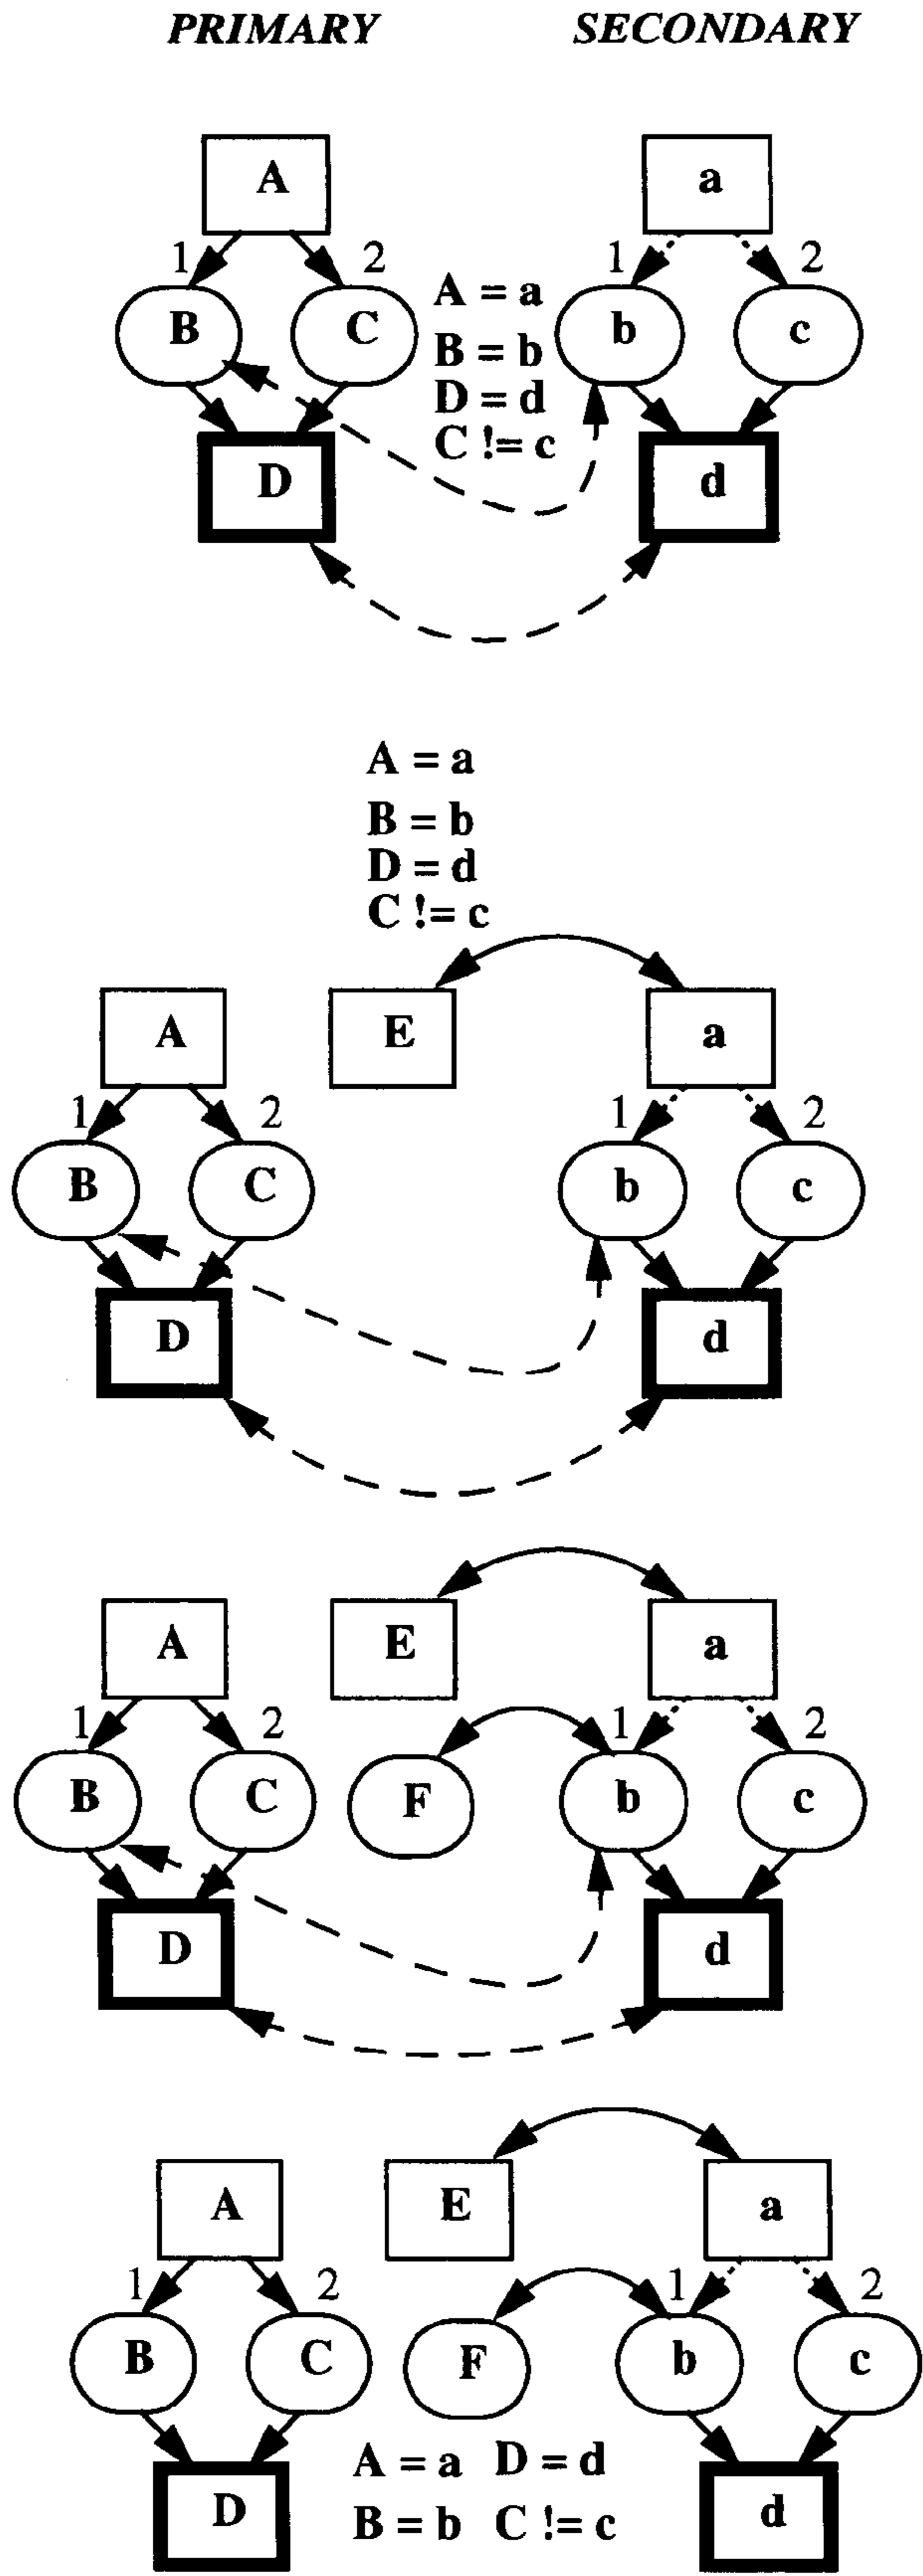 PRIMARY SECONDARY
A a
1 2 1 2
A = a
B C b c
B = b
D = d
C != c
D d
A = a
B = b
D = d
C != c
A E a
1 2 1 2
B C b c
D d
A E a
1 2 1 2
B C F b c
D d
A E a
1 2 1 2
B C F b c
A = a D = d
D d
B = b C != c